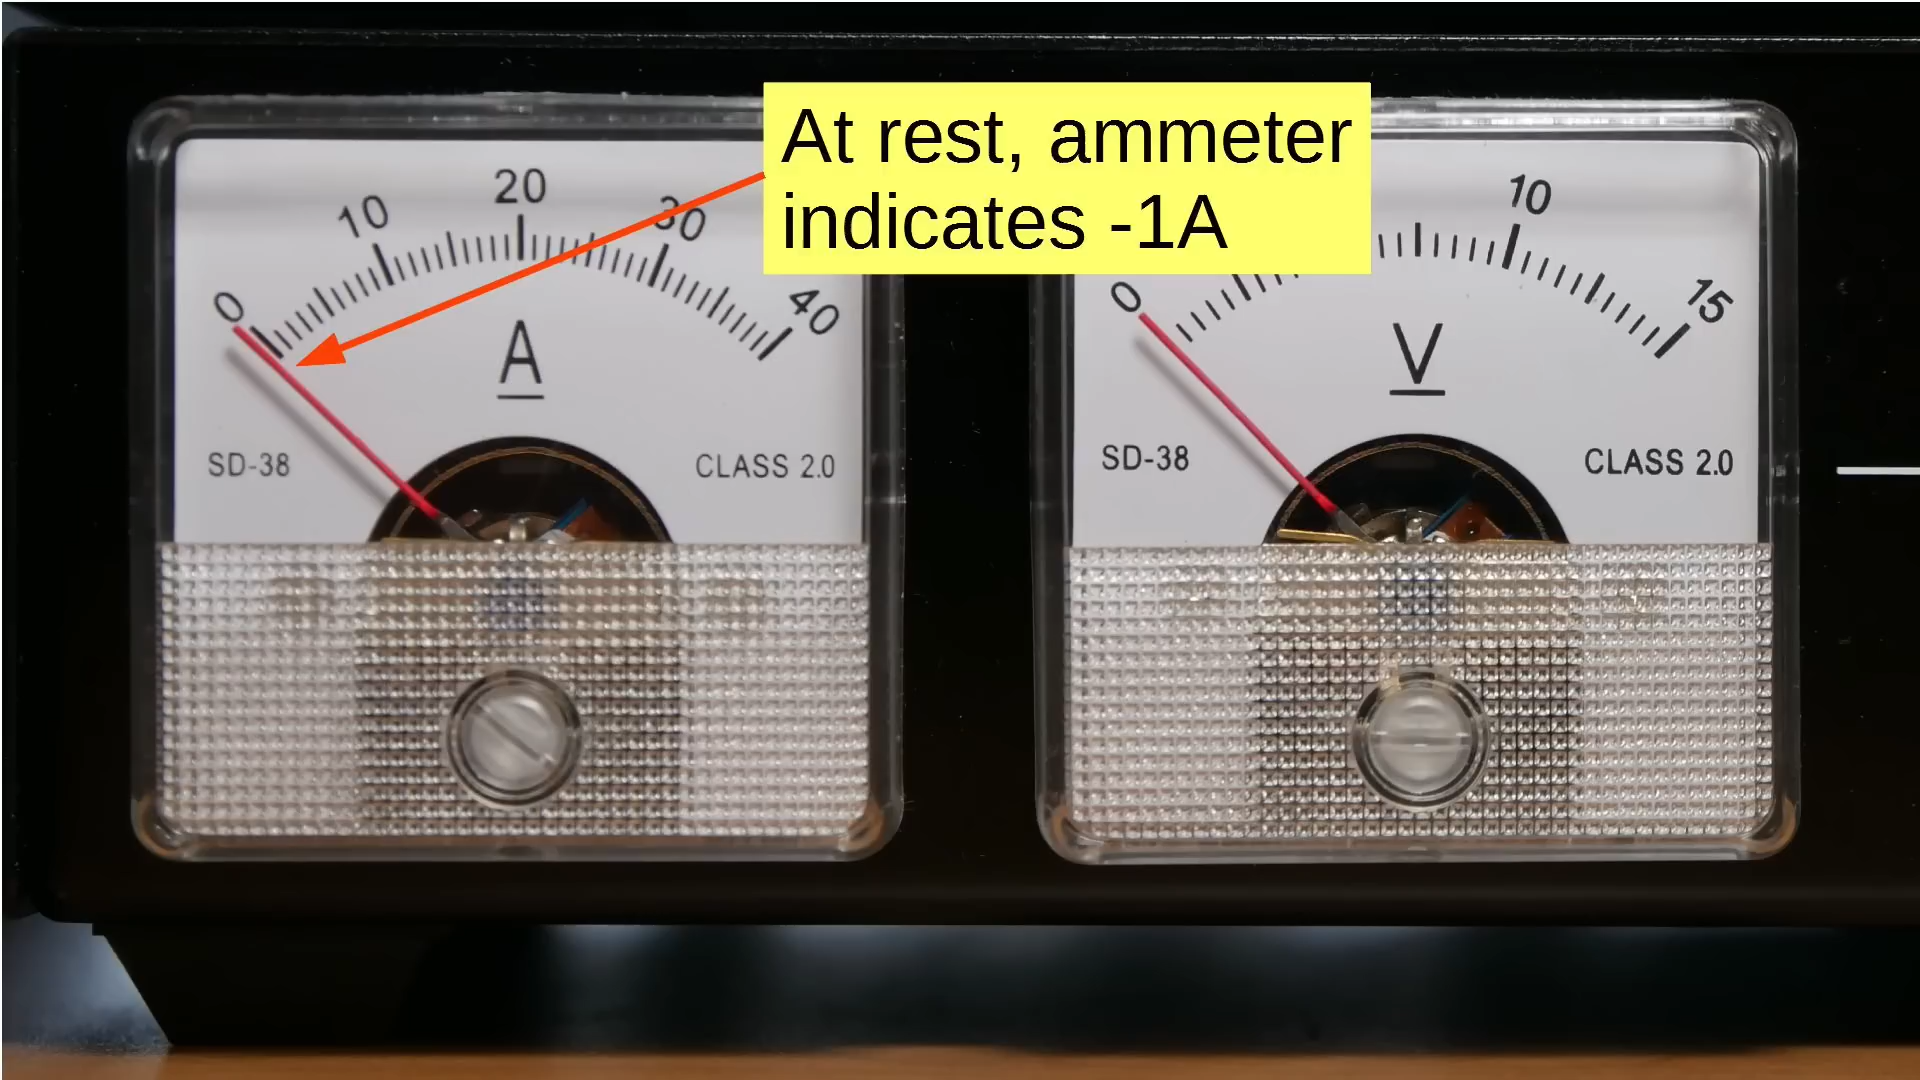 At rest, ammeter
indicates -1A
0
10
20
30
40
A
SD-38
CLASS 2.0
0
10
15
V
SD-38
CLASS 2.0